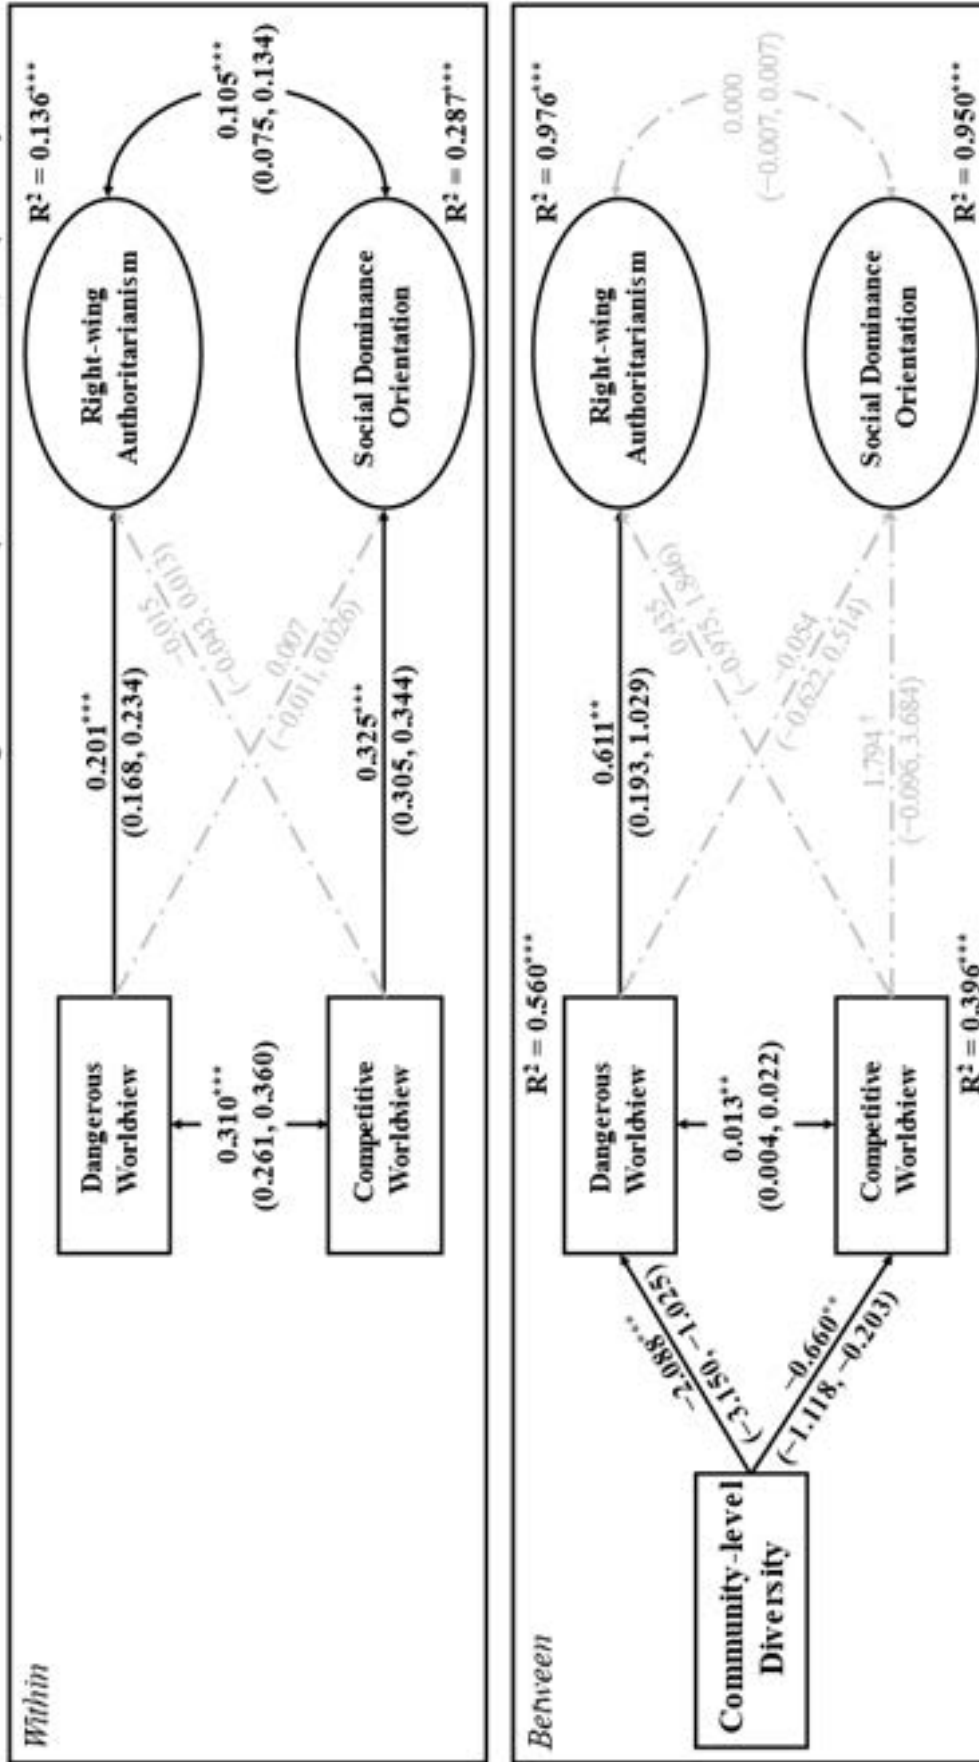 Within
R² = 0.136***
Dangerous
Worldview
0.201***
(0.168, 0.234)
Right-wing
Authoritarianism
−0.015
(−0.043, 0.013)
0.310***
(0.261, 0.360)
0.105***
(0.075, 0.134)
0.007
(−0.011, 0.026)
Competitive
Worldview
0.325***
(0.305, 0.344)
Social Dominance
Orientation
R² = 0.287***
Between
R² = 0.560***
R² = 0.976***
Dangerous
Worldview
0.611**
(0.193, 1.029)
Right-wing
Authoritarianism
−2.088***
(−3.150, −1.025)
0.435
(−0.975, 1.846)
Community-level
Diversity
0.013**
(0.004, 0.022)
0.000
(−0.007, 0.007)
−0.054
(−0.622, 0.514)
−0.660**
(−1.118, −0.203)
Competitive
Worldview
1.794†
(−0.096, 3.684)
Social Dominance
Orientation
R² = 0.396***
R² = 0.950***